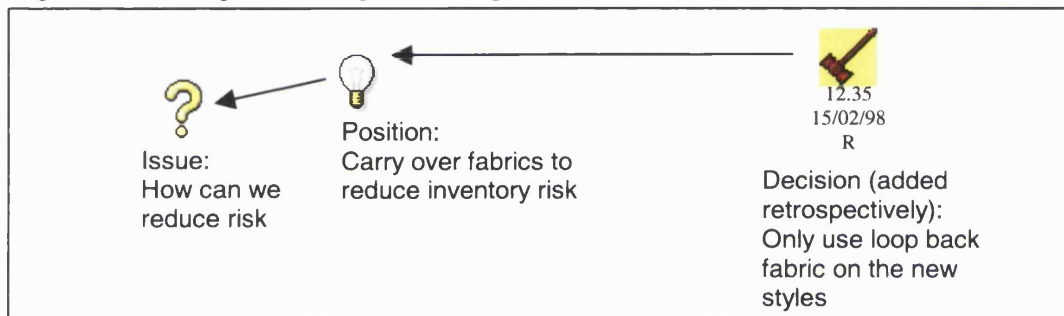 Issue:
How can we
reduce risk
Position:
Carry over fabrics to
reduce inventory risk
12.35
15/02/98
R
Decision (added
retrospectively):
Only use loop back
fabric on the new
styles